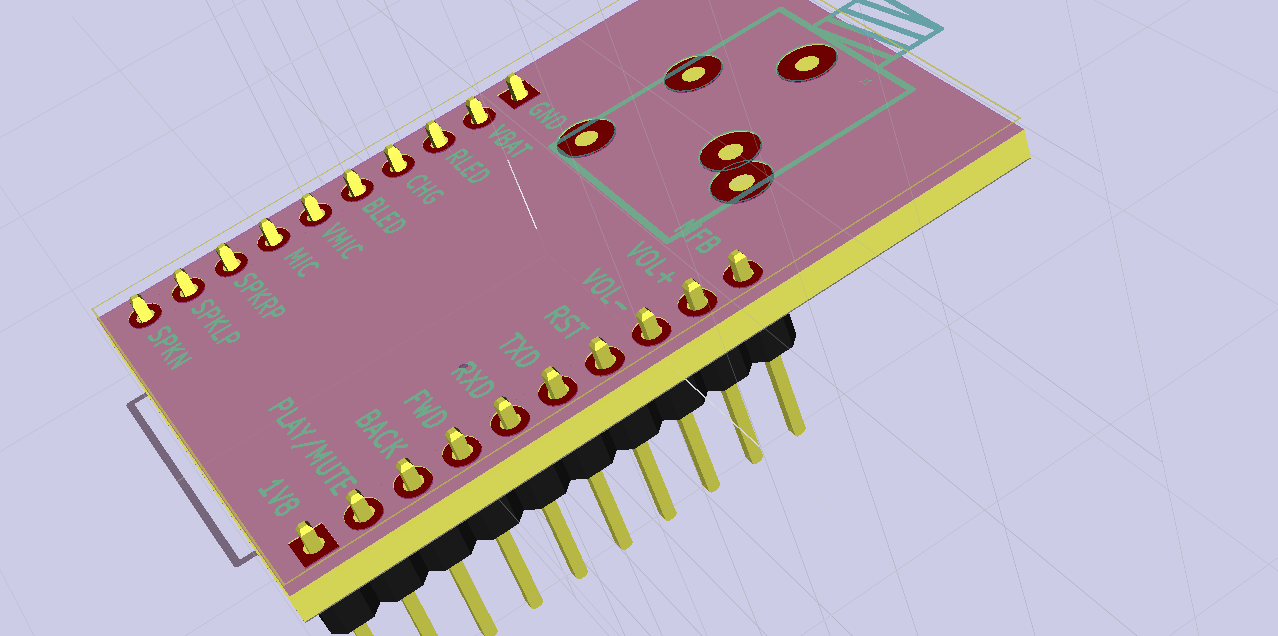 GND
VBAT
RLED
CHG
BLED
VMIC
MIC
SPKRP
SPKLP
SPKN
MFB
VOL+
VOL-
RST
TXD
RXD
FWD
BACK
PLAY/MUTE
1V8